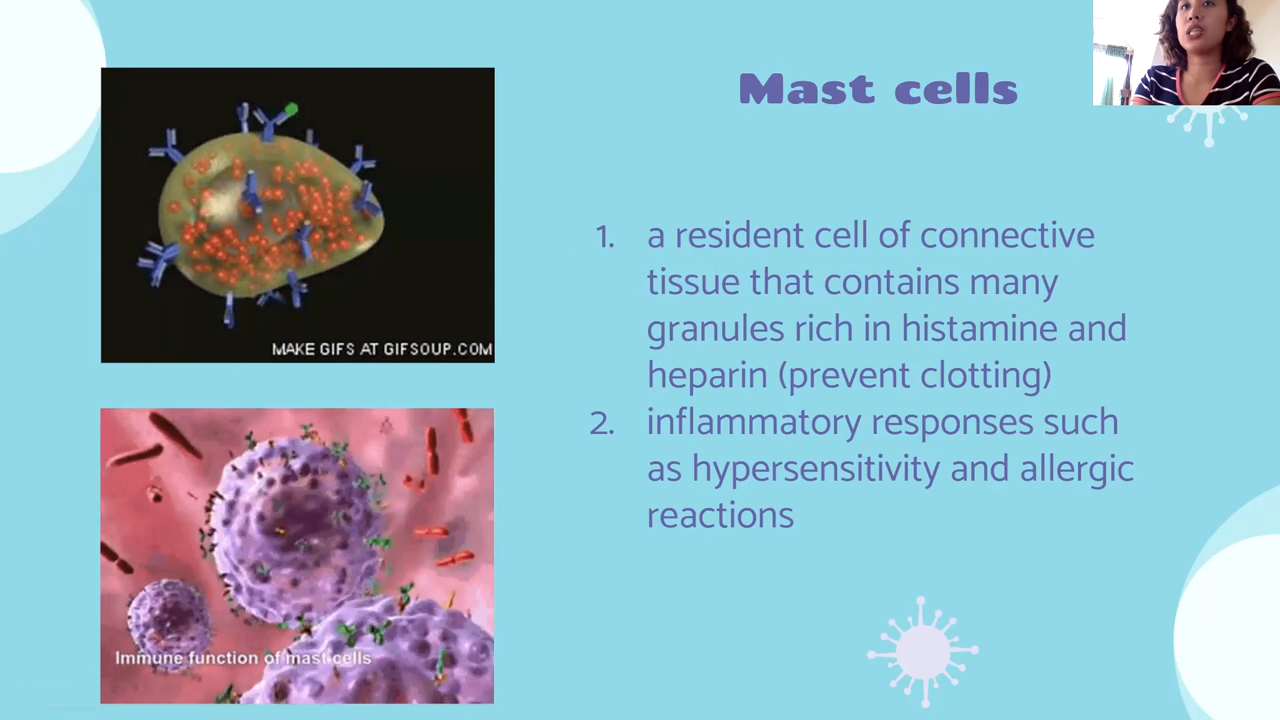 Mast cells
1. a resident cell of connective
tissue that contains many
granules rich in histamine and
heparin (prevent clotting)
2. inflammatory responses such
as hypersensitivity and allergic
reactions
MAKE GIFS AT GIFSOUP.COM
Immune function of mast cells